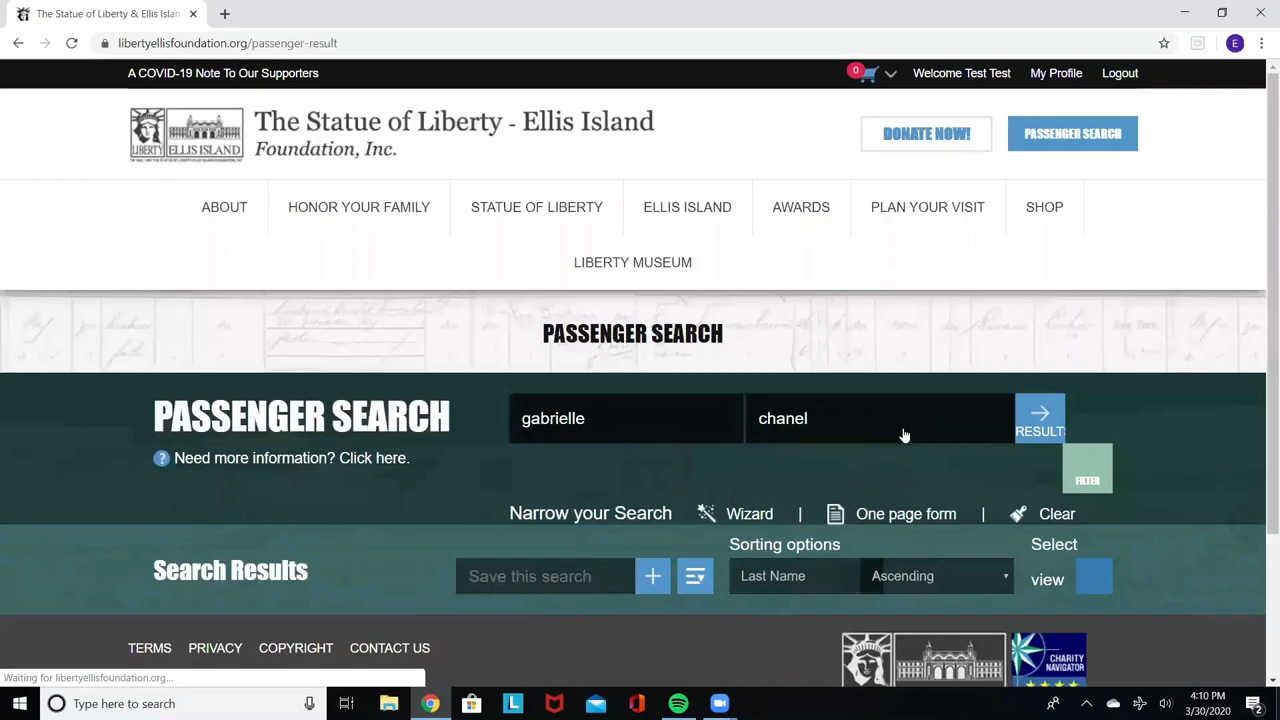 The Statue of Liberty & Ellis Islan
libertyellisfoundation.org/passenger-result
E
A COVID-19 Note To Our Supporters
0
Welcome Test Test
My Profile
Logout
LIBERTY ELLIS ISLAND
The Statue of Liberty - Ellis Island
Foundation, Inc.
DONATE NOW!
PASSENGER SEARCH
ABOUT
HONOR YOUR FAMILY
STATUE OF LIBERTY
ELLIS ISLAND
AWARDS
PLAN YOUR VISIT
SHOP
LIBERTY MUSEUM
PASSENGER SEARCH
PASSENGER SEARCH
gabrielle
chanel
RESULT
? Need more information? Click here.
FILTER
Narrow your Search
Wizard | One page form | Clear
Sorting options
Select
Search Results
Save this search
Last Name
Ascending
view
TERMS
PRIVACY
COPYRIGHT
CONTACT US
CHARITY
NAVIGATOR
Waiting for libertyellisfoundation.org...
Type here to search
L
4:10 PM
3/30/2020
2